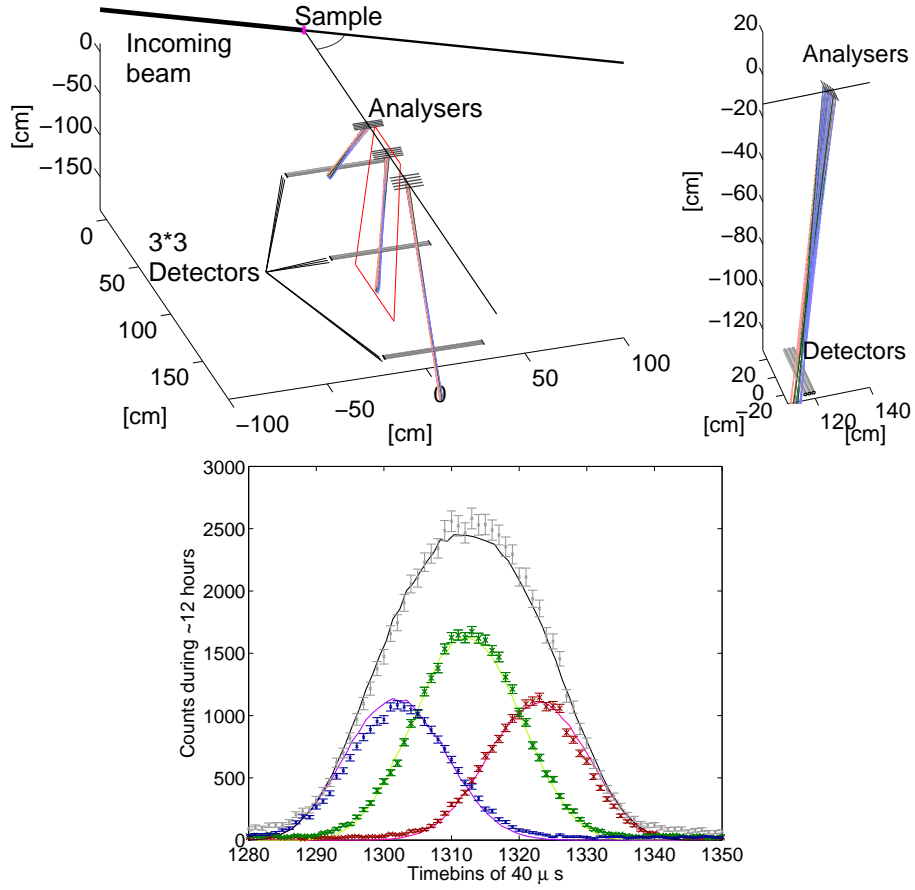 Sample
Incoming
beam
Analysers
3*3
Detectors
0
−50
−100
−150
[cm]
0
50
100
150
[cm]
−100
−50
0
50
100
[cm]
20
0
−20
−40
−60
−80
−100
−120
[cm]
Analysers
Detectors
20
0
−20
[cm]
120
140
[cm]
3000
2500
2000
1500
1000
500
0
Counts during ~12 hours
1280 1290 1300 1310 1320 1330 1340 1350
Timebins of 40 μ s